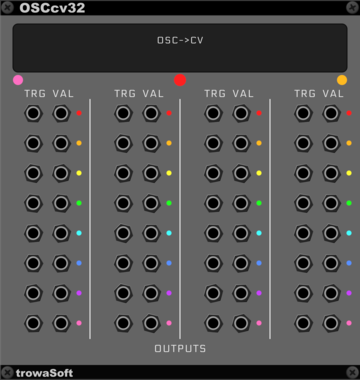 OSCcv32
OSC->CV
TRG VAL TRG VAL TRG VAL TRG VAL
OUTPUTS
trowaSoft